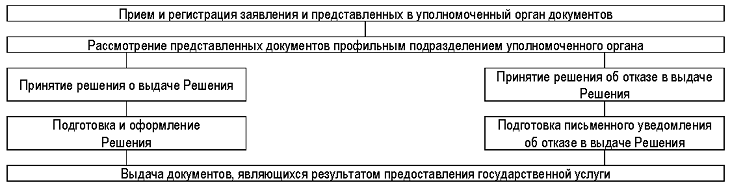 Прием и регистрация заявления и представленных в уполномоченный орган документов
Рассмотрение представленных документов профильным подразделением уполномоченного органа
Принятие решения о выдаче Решения
Принятие решения об отказе в выдаче
Решения
Подготовка и оформление
Решения
Подготовка письменного уведомления
об отказе в выдаче Решения
Выдача документов, являющихся результатом предоставления государственной услуги